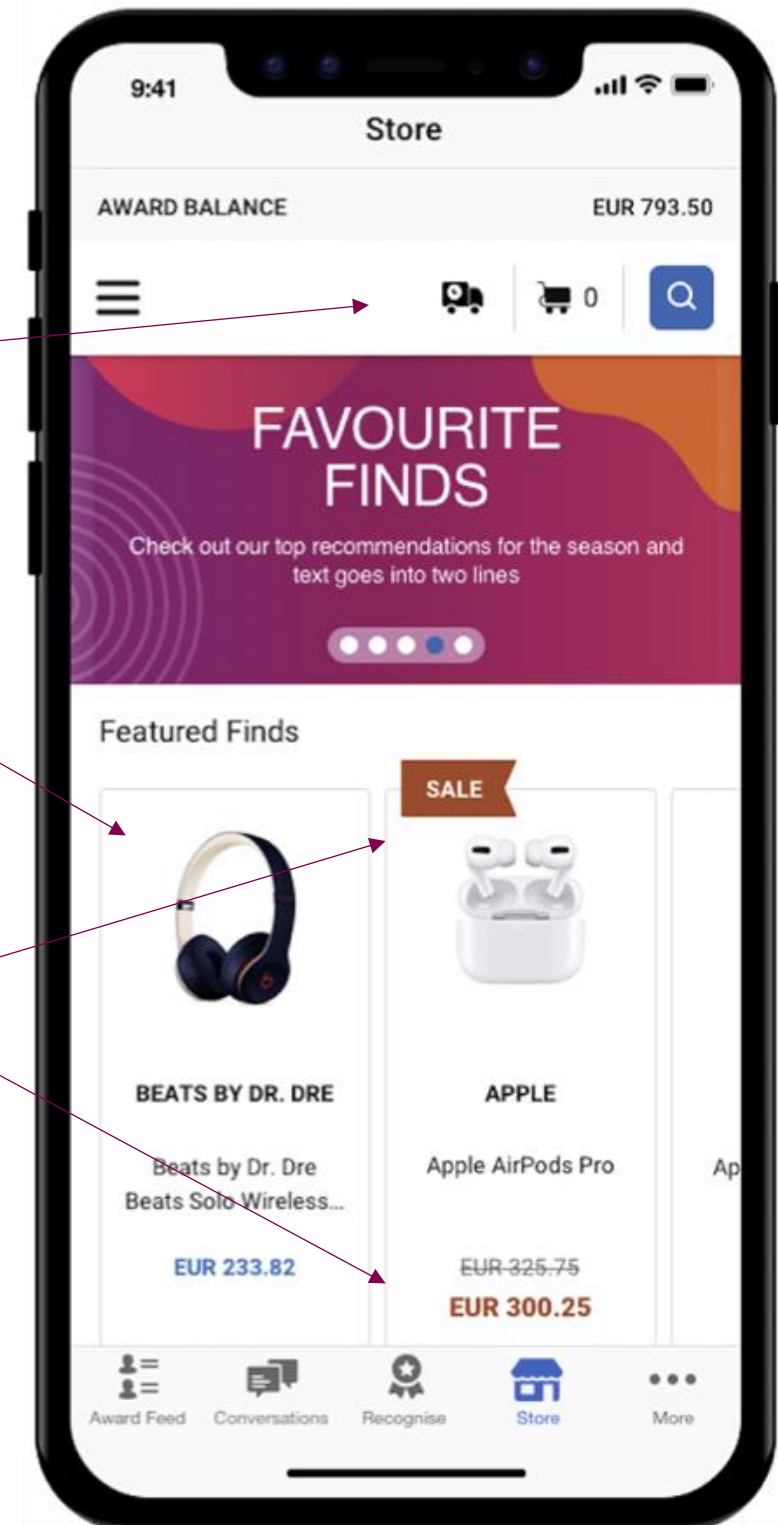 9:41
Store
AWARD BALANCE EUR 793.50
0
FAVOURITE
FINDS
Check out our top recommendations for the season and
text goes into two lines
Featured Finds
SALE
BEATS BY DR. DRE
Beats by Dr. Dre
Beats Solo Wireless...
EUR 233.82
APPLE
Apple AirPods Pro
EUR 325.75
EUR 300.25
Ap
Award Feed Conversations Recognise Store More